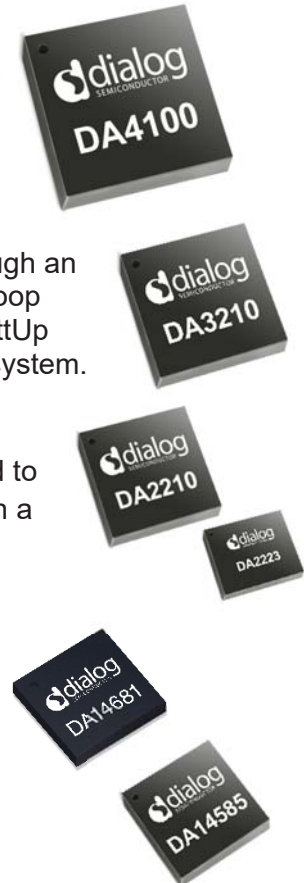 dialog
SEMICONDUCTOR
DA4100
ugh an
oop
ttUp
system.
dialog
SEMICONDUCTOR
DA3210
d to
n a
dialog
SEMICONDUCTOR
DA2210
dialog
DA2223
dialog
DA14681
dialog
DA14585